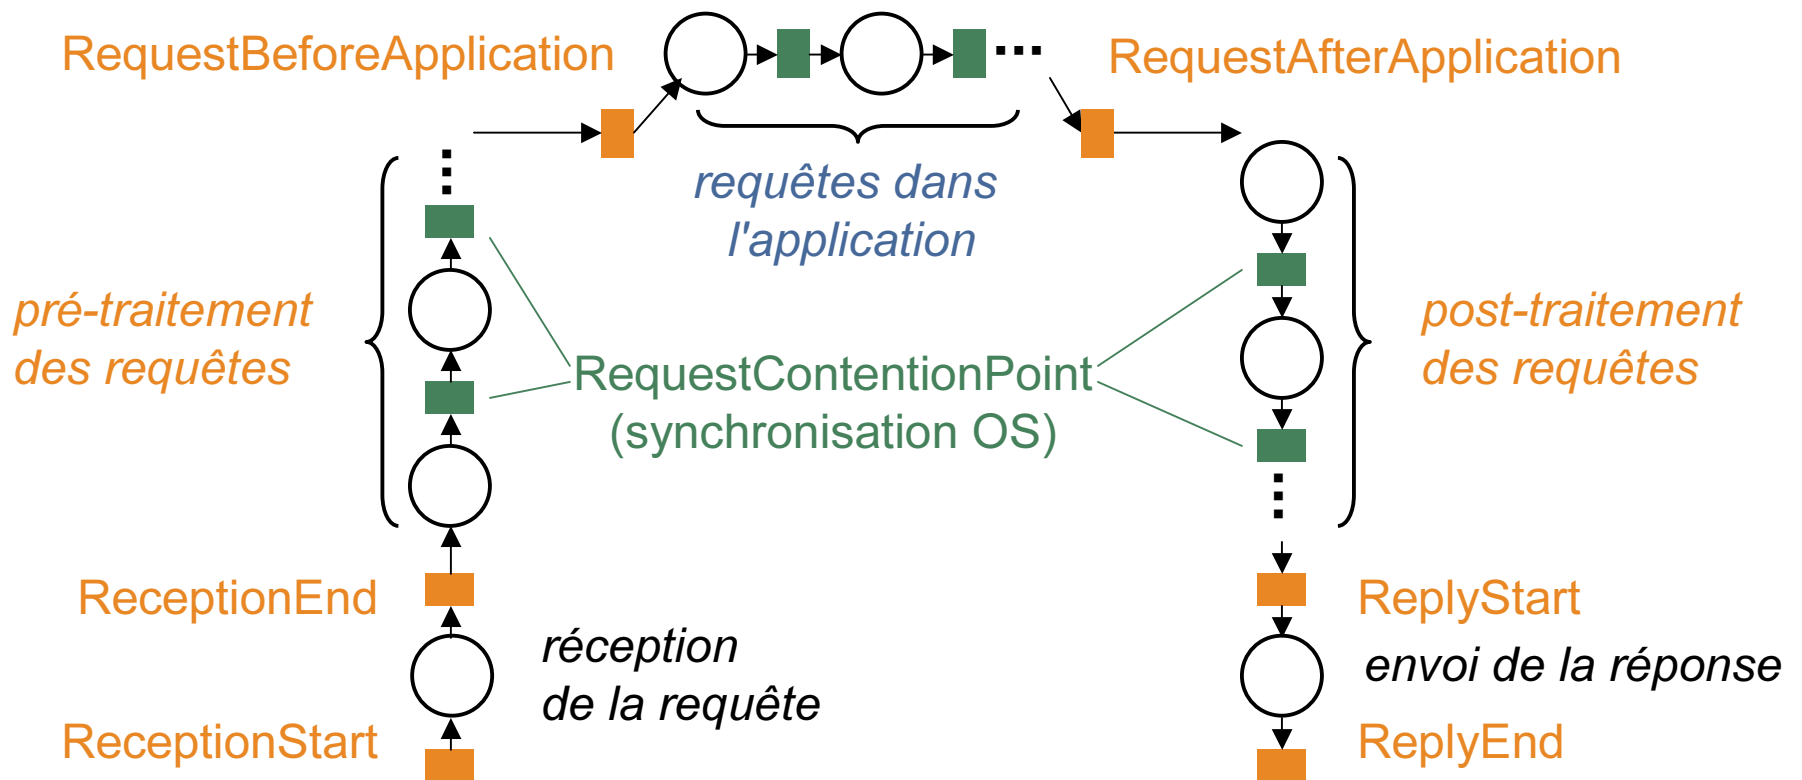 RequestBeforeApplication
RequestAfterApplication
requêtes dans
l'application
pré-traitement
des requêtes
RequestContentionPoint
(synchronisation OS)
post-traitement
des requêtes
ReceptionEnd
réception
de la requête
ReceptionStart
ReplyStart
envoi de la réponse
ReplyEnd